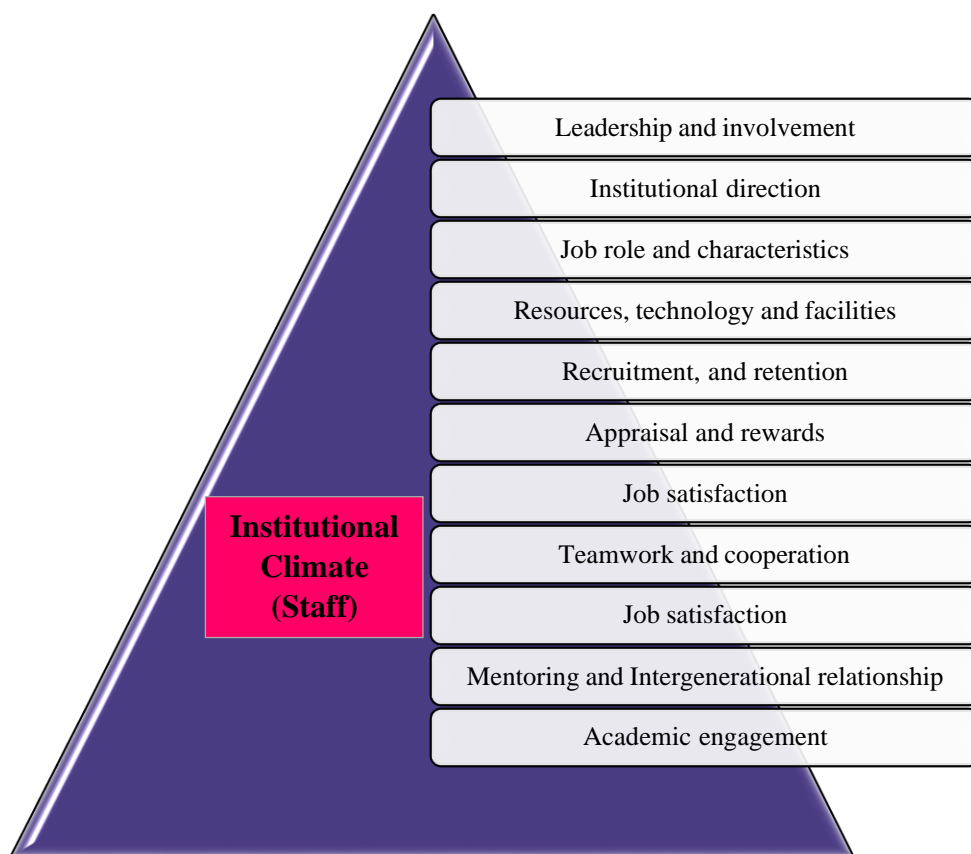 Leadership and involvement
Institutional direction
Job role and characteristics
Resources, technology and facilities
Recruitment, and retention
Appraisal and rewards
Job satisfaction
Teamwork and cooperation
Job satisfaction
Mentoring and Intergenerational relationship
Academic engagement
Institutional
Climate
(Staff)